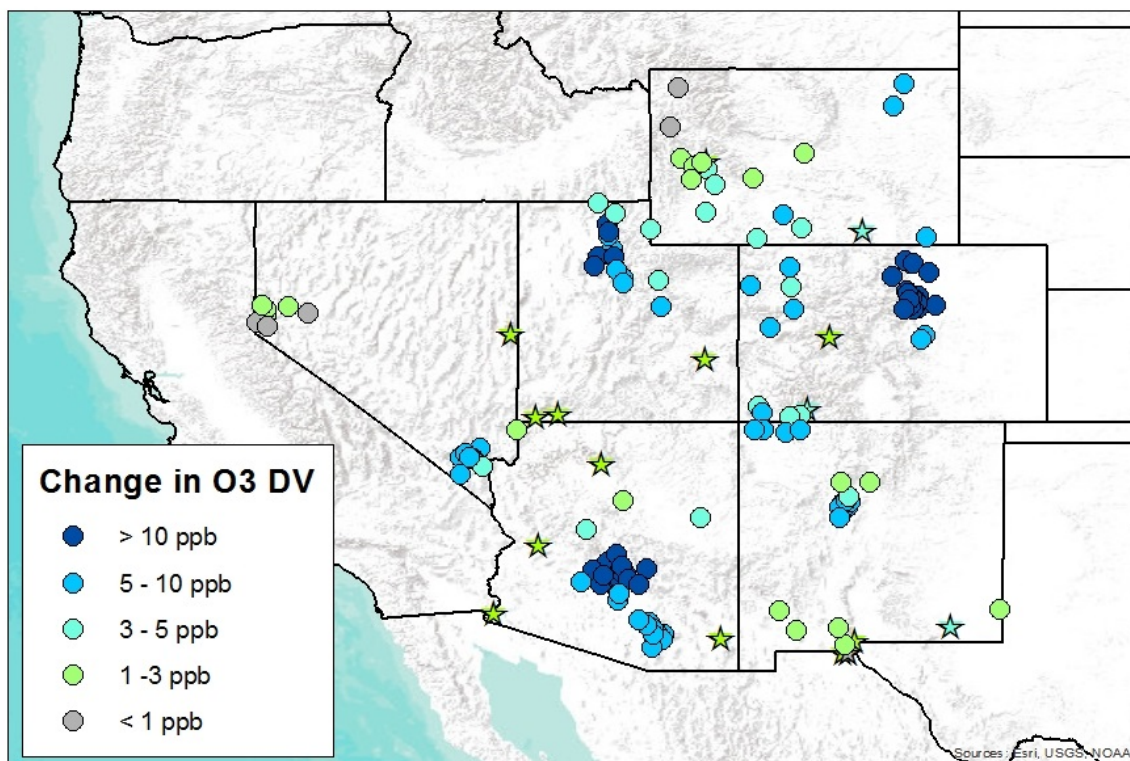 Change in O3 DV
> 10 ppb
5 - 10 ppb
3 - 5 ppb
1 -3 ppb
< 1 ppb
Sources: Esri, USGS, NOAA